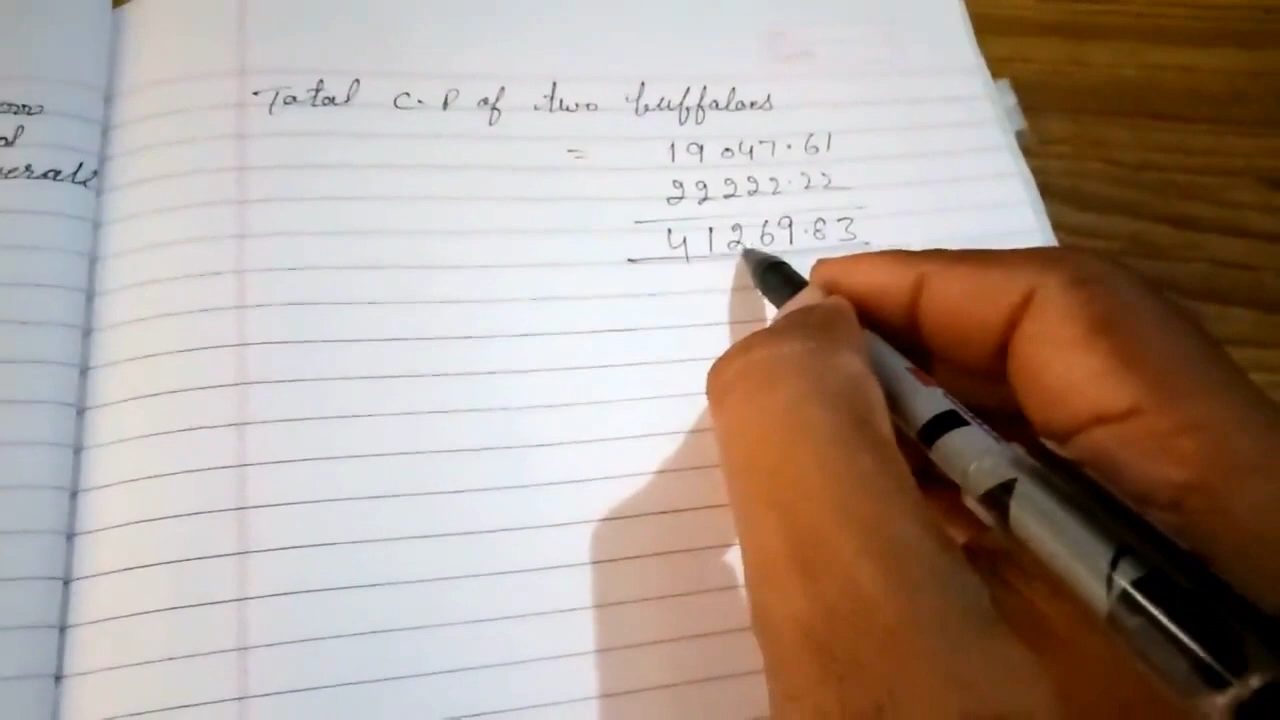 Total C.P of two buffaloes
= 19047.61
22222.22
41269.83